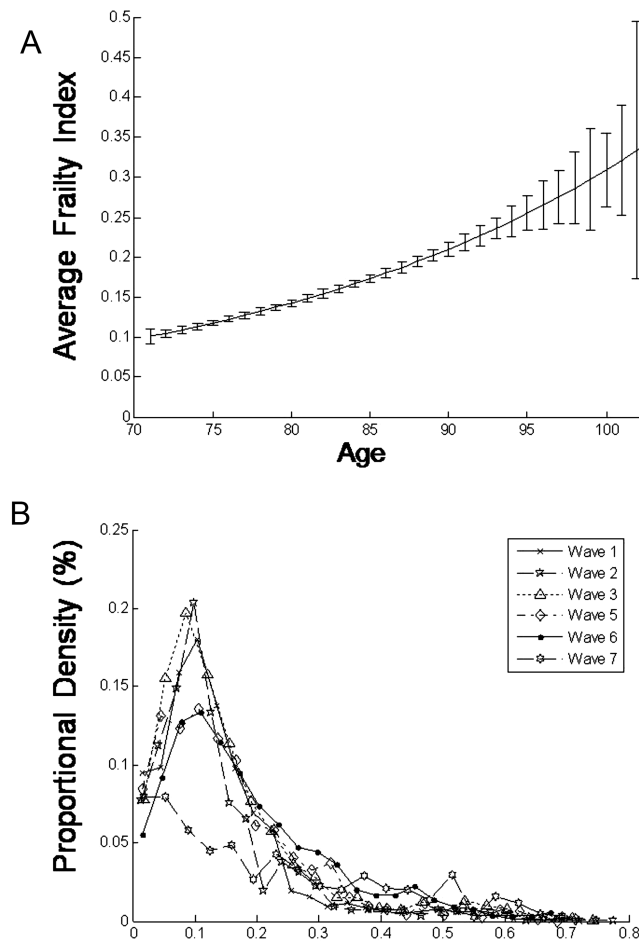 A
Average Frailty Index
0.5
0.45
0.4
0.35
0.3
0.25
0.2
0.15
0.1
0.05
0
70 75 80 85 90 95 100
Age
B
Proportional Density (%)
0.25
0.2
0.15
0.1
0.05
0
0 0.1 0.2 0.3 0.4 0.5 0.6 0.7 0.8
Wave 1
Wave 2
Wave 3
Wave 5
Wave 6
Wave 7